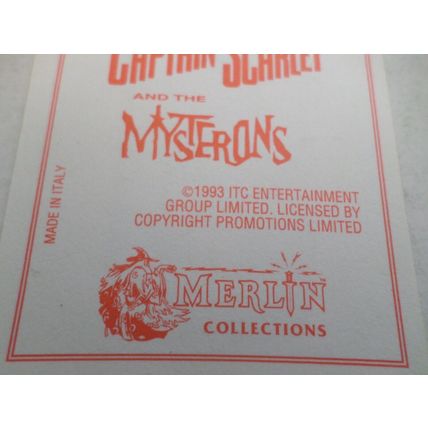 CAPTAIN SCARLET
AND THE
MYSTERONS
©1993 ITC ENTERTAINMENT
GROUP LIMITED. LICENSED BY
COPYRIGHT PROMOTIONS LIMITED
MADE IN ITALY
MERLIN™
COLLECTIONS